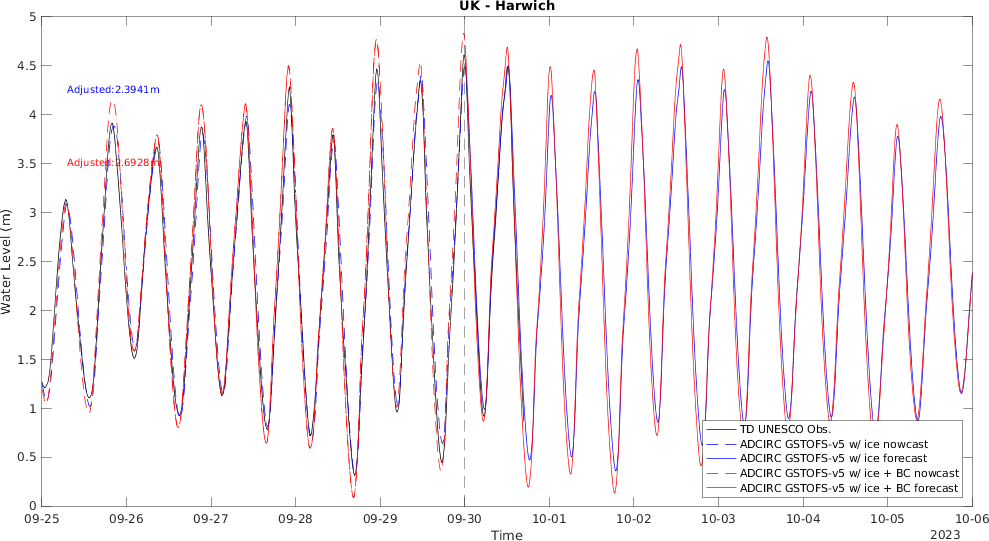 UK - Harwich
5
4.5
4
3.5
3
2.5
2
1.5
1
0.5
0
Water Level (m)
Adjusted:2.3941m
Adjusted:2.6928m
TD UNESCO Obs.
ADCIRC GSTOFS-v5 w/ ice nowcast
ADCIRC GSTOFS-v5 w/ ice forecast
ADCIRC GSTOFS-v5 w/ ice + BC nowcast
ADCIRC GSTOFS-v5 w/ ice + BC forecast
09-25 09-26 09-27 09-28 09-29 09-30 10-01 10-02 10-03 10-04 10-05 10-06
Time
2023